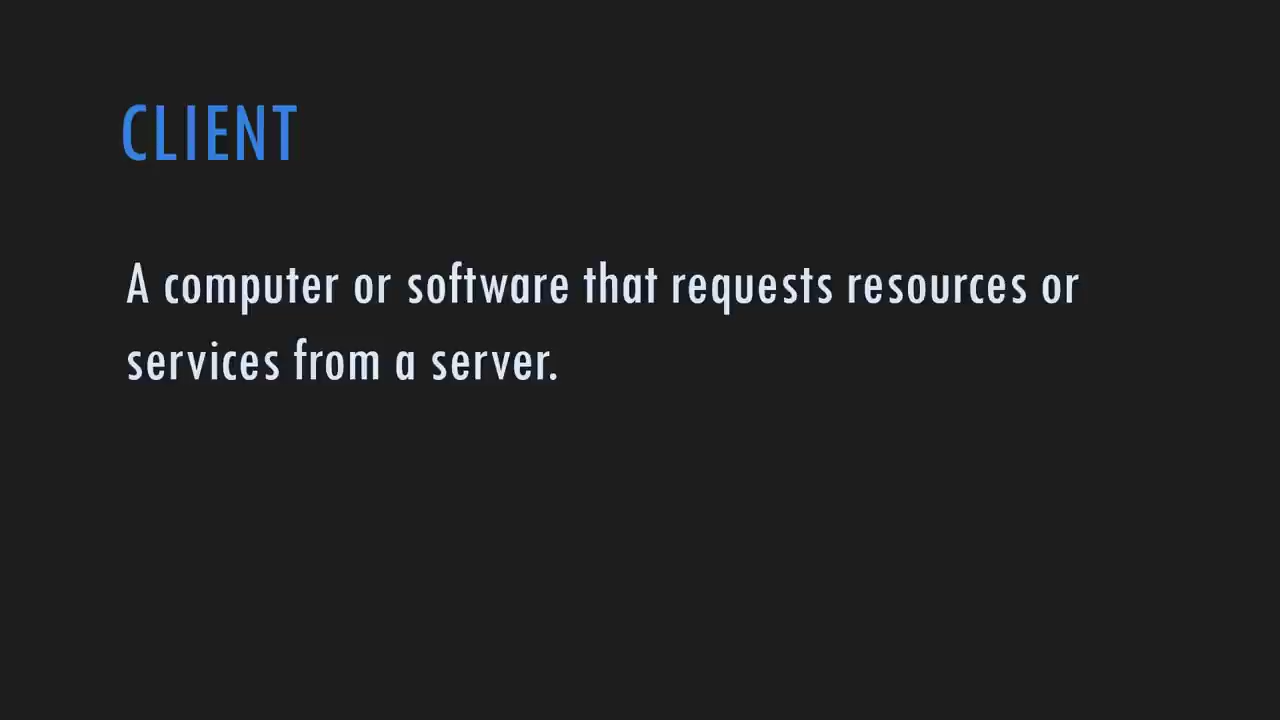 CLIENT
A computer or software that requests resources or
services from a server.